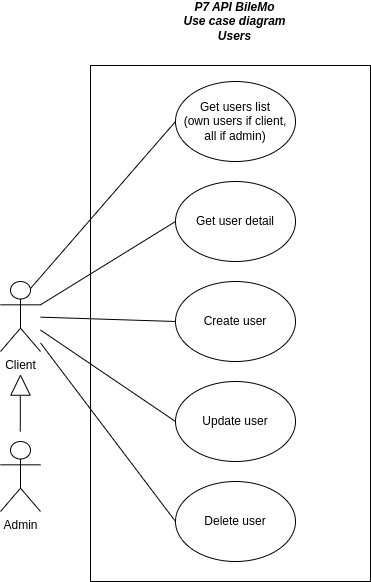 P7 API BileMo
Use case diagram
Users
Get users list
(own users if client,
all if admin)
Get user detail
Create user
Client
Update user
Admin
Delete user